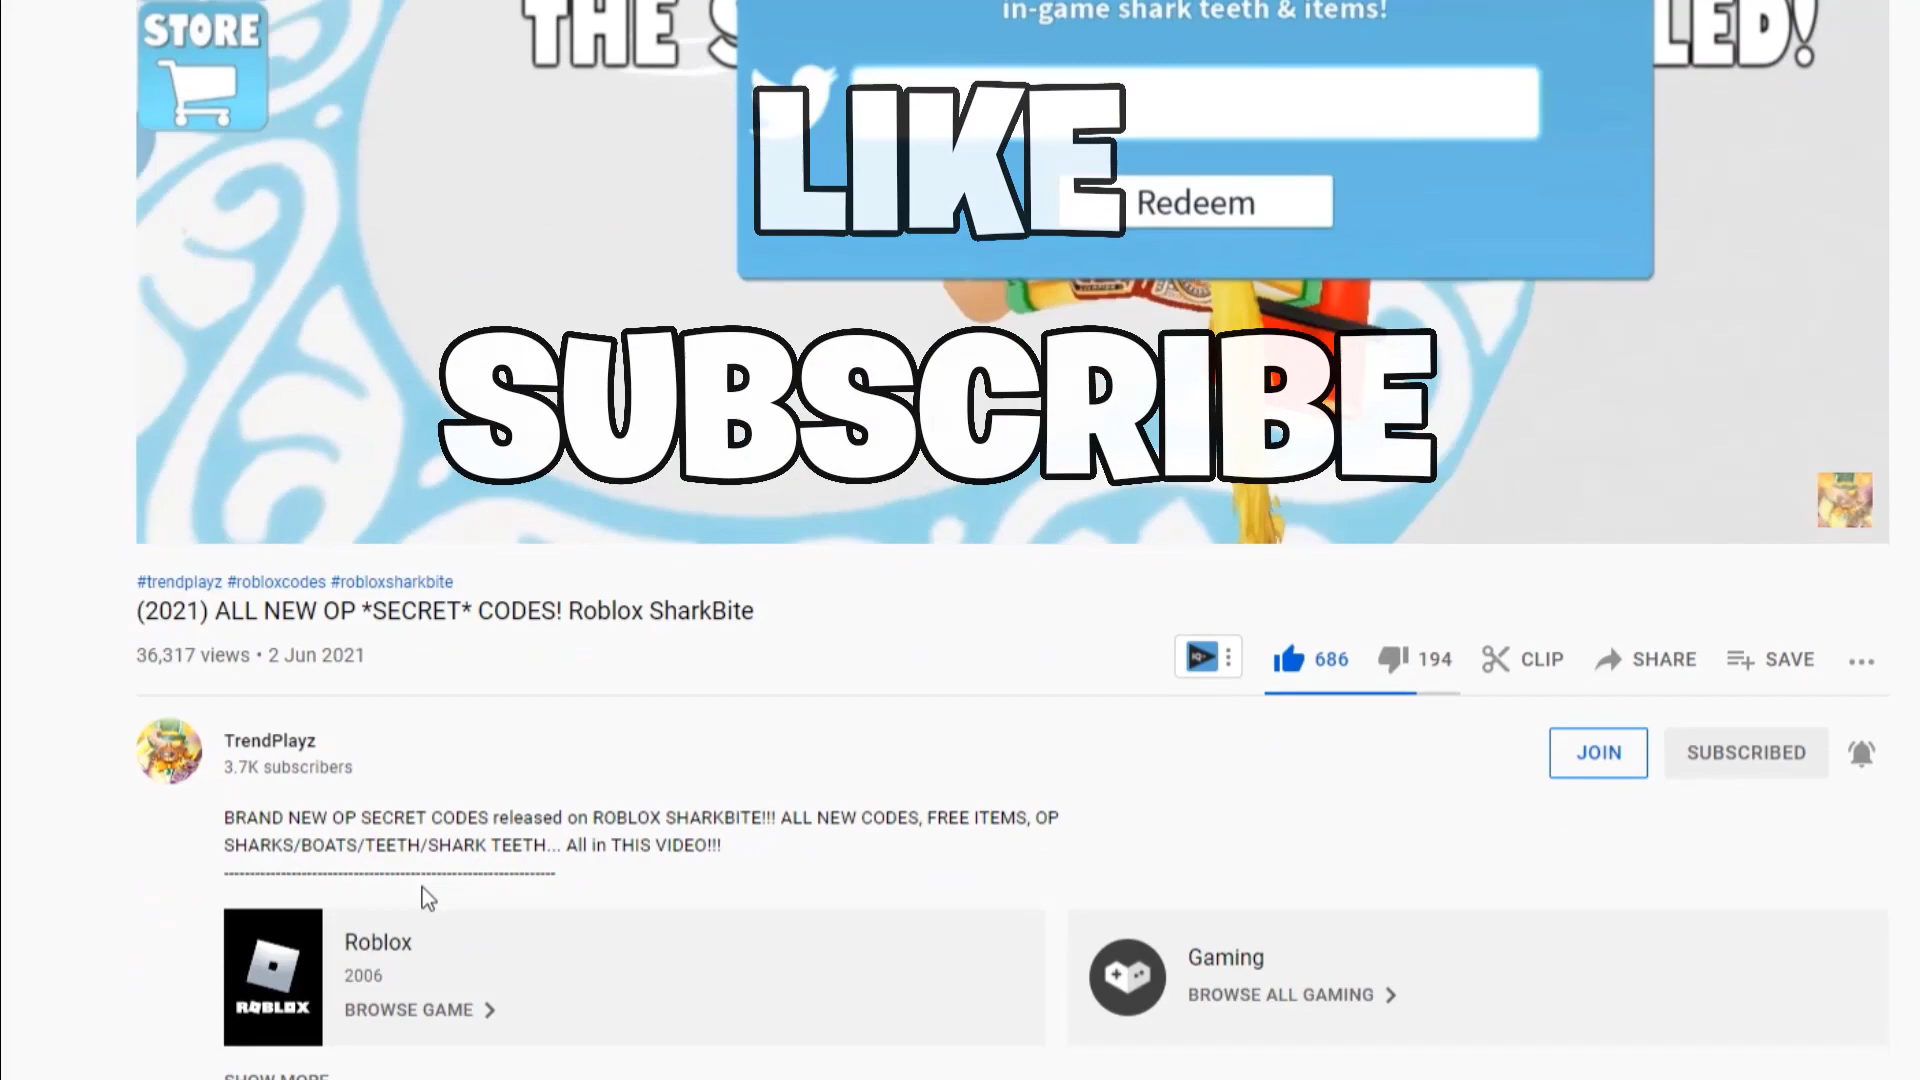 STORE
THE S
LED!
in-game shark teeth & items!
LIKE
Redeem
SUBSCRIBE
#trendplayz #robloxcodes #robloxsharkbite
(2021) ALL NEW OP *SECRET* CODES! Roblox SharkBite
36,317 views • 2 Jun 2021
686
194
CLIP
SHARE
SAVE
TrendPlayz
3.7K subscribers
JOIN
SUBSCRIBED
BRAND NEW OP SECRET CODES released on ROBLOX SHARKBITE!!! ALL NEW CODES, FREE ITEMS, OP
SHARKS/BOATS/TEETH/SHARK TEETH... All in THIS VIDEO!!!
ROBLOX
Roblox
2006
BROWSE GAME
Gaming
BROWSE ALL GAMING
SHOW MORE